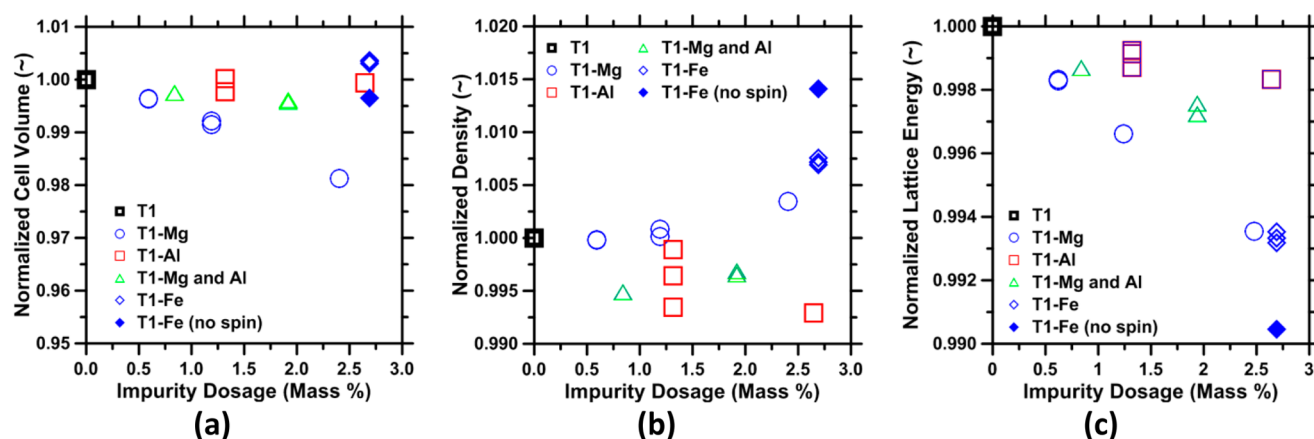 1.01
1.00
0.99
0.98
0.97
0.96
0.95
Normalized Cell Volume (~)
T1
T1-Mg
T1-Al
T1-Mg and Al
T1-Fe
T1-Fe (no spin)
0.0 0.5 1.0 1.5 2.0 2.5 3.0
Impurity Dosage (Mass %)
(a)
1.020
1.015
1.010
1.005
1.000
0.995
0.990
Normalized Density (~)
T1 T1-Mg and Al
T1-Mg T1-Fe
T1-Al T1-Fe (no spin)
0.0 0.5 1.0 1.5 2.0 2.5 3.0
Impurity Dosage (Mass %)
(b)
1.000
0.998
0.996
0.994
0.992
0.990
Normalized Lattice Energy (~)
T1
T1-Mg
T1-Al
T1-Mg and Al
T1-Fe
T1-Fe (no spin)
0 0.5 1.0 1.5 2.0 2.5 3
Impurity Dosage (Mass %)
(c)